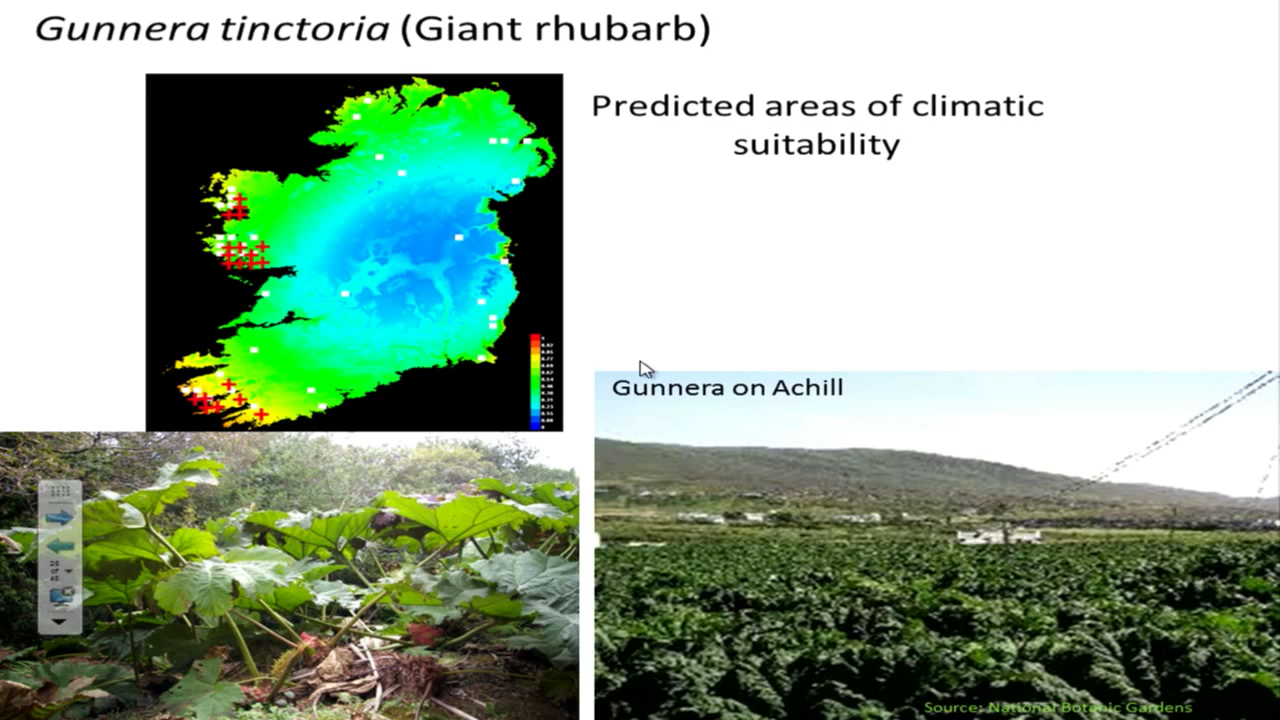 Gunnera tinctoria (Giant rhubarb)
Predicted areas of climatic
suitability
Gunnera on Achill
Source: National Botanic Gardens